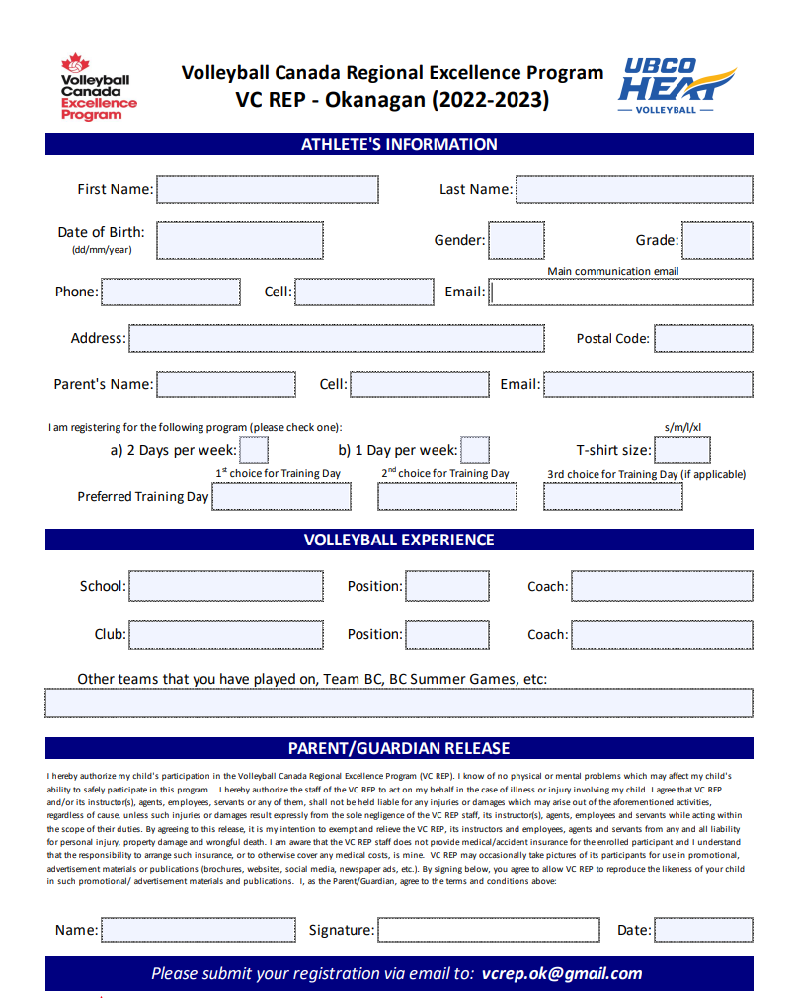 Volleyball
Canada
Excellence
Program
Volleyball Canada Regional Excellence Program
VC REP - Okanagan (2022-2023)
UBCO
HEAT
VOLLEYBALL
ATHLETE'S INFORMATION
First Name: Last Name:
Date of Birth: Gender: Grade:
(dd/mm/year)
Main communication email
Phone: Cell: Email:
Address: Postal Code:
Parent's Name: Cell: Email:
I am registering for the following program (please check one): s/m/l/xl
a) 2 Days per week: b) 1 Day per week: T-shirt size:
1st choice for Training Day 2nd choice for Training Day 3rd choice for Training Day (if applicable)
Preferred Training Day
VOLLEYBALL EXPERIENCE
School: Position: Coach:
Club: Position: Coach:
Other teams that you have played on, Team BC, BC Summer Games, etc:
PARENT/GUARDIAN RELEASE
I hereby authorize my child's participation in the Volleyball Canada Regional Excellence Program (VC REP). I know of no physical or mental problems which may affect my child's
ability to safely participate in this program. I hereby authorize the staff of the VC REP to act on my behalf in the case of illness or injury involving my child. I agree that VC REP
and/or its instructor(s), agents, employees, servants or any of them, shall not be held liable for any injuries or damages which may arise out of the aforementioned activities,
regardless of cause, unless such injuries or damages result expressly from the sole negligence of the VC REP staff, its instructor(s), agents, employees and servants while acting within
the scope of their duties. By agreeing to this release, it is my intention to exempt and relieve the VC REP, its instructors and employees, agents and servants from any and all liability
for personal injury, property damage and wrongful death. I am aware that the VC REP staff does not provide medical/accident insurance for the enrolled participant and I understand
that the responsibility to arrange such insurance, or to otherwise cover any medical costs, is mine. VC REP may occasionally take pictures of its participants for use in promotional,
advertisement materials or publications (brochures, websites, social media, newspaper ads, etc.). By signing below, you agree to allow VC REP to reproduce the likeness of your child
in such promotional/ advertisement materials and publications. I, as the Parent/Guardian, agree to the terms and conditions above:
Name: Signature: Date:
Please submit your registration via email to: vcrep.ok@gmail.com